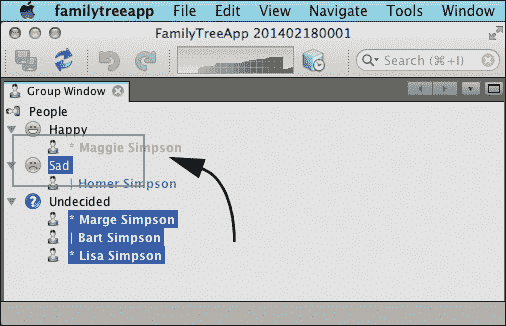 familytreeapp File Edit View Navigate Tools Window
FamilyTreeApp 201402180001
Search (⌘+I)
Group Window
People
Happy
* Maggie Simpson
Sad
| Homer Simpson
Undecided
* Marge Simpson
| Bart Simpson
* Lisa Simpson